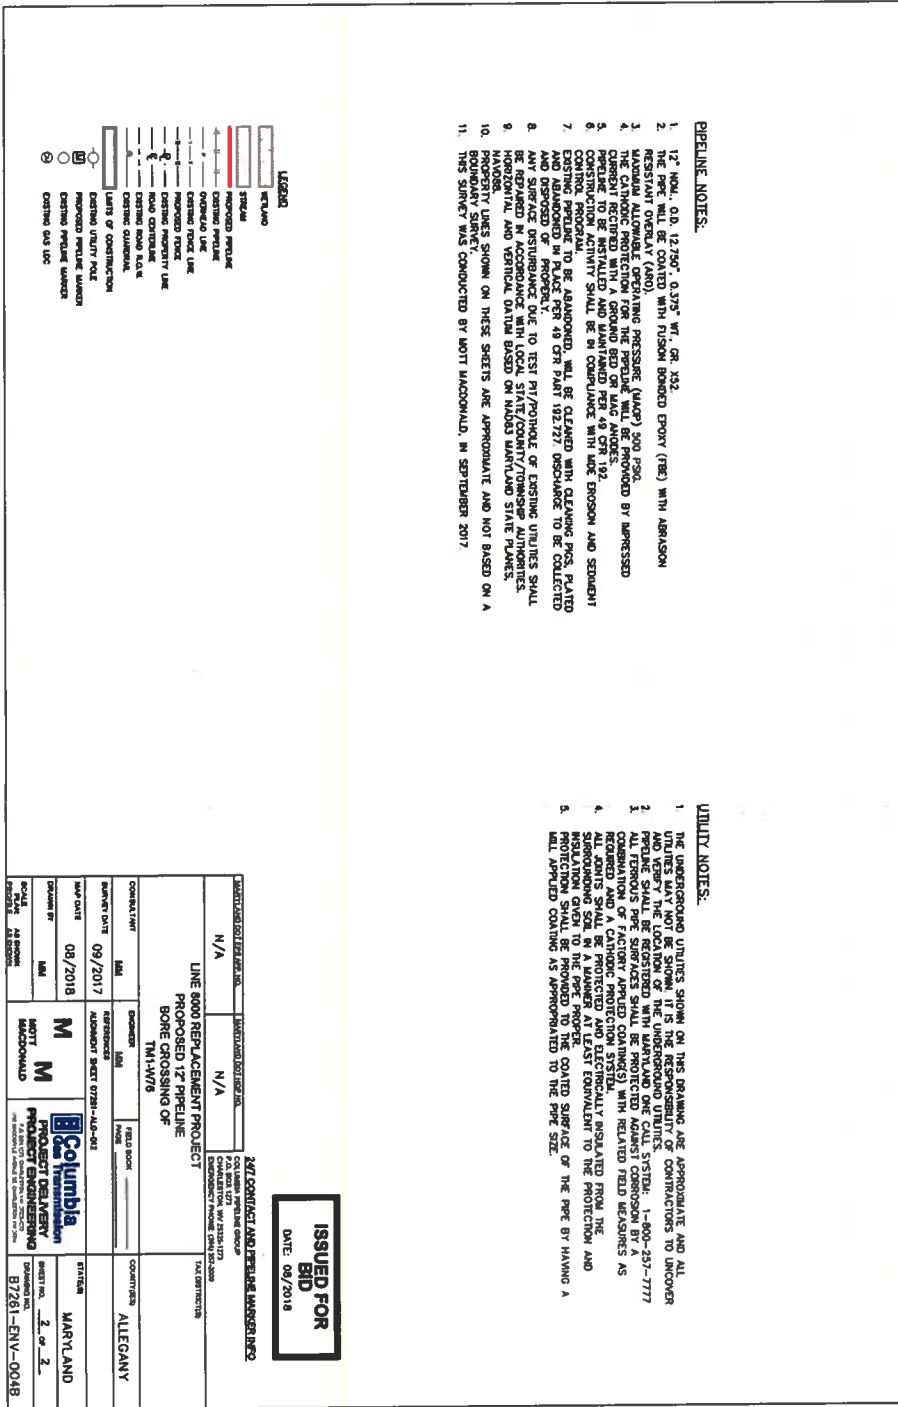 PIPELINE NOTES:
1. 12" NOM., O.D. 12.750", 0.375" WT., GR. X52.
2. THE PIPE WILL BE COATED WITH FUSION BONDED EPOXY (FBE) WITH ABRASION
RESISTANT OVERLAY (ARO).
3. MAXIMUM ALLOWABLE OPERATING PRESSURE (MAOP) 500 PSIG.
4. THE CATHODIC PROTECTION FOR THE PIPELINE WILL BE PROVIDED BY IMPRESSED
CURRENT RECTIFIED WITH A GROUND BED OR MAG ANODES.
5. PIPELINE TO BE INSTALLED AND MAINTAINED PER 49 CFR 192.
6. CONSTRUCTION ACTIVITY SHALL BE IN COMPLIANCE WITH MDE EROSION AND SEDIMENT
CONTROL PROGRAM.
7. EXISTING PIPELINE TO BE ABANDONED, WILL BE CLEANED WITH CLEANING PIGS, PLATED
AND ABANDONED IN PLACE PER 49 CFR PART 192.727. DISCHARGE TO BE COLLECTED
AND DISPOSED OF PROPERLY.
8. ANY SURFACE DISTURBANCE DUE TO TEST PIT/POTHOLE OF EXISTING UTILITIES SHALL
BE REPAIRED IN ACCORDANCE WITH LOCAL STATE/COUNTY/TOWNSHIP AUTHORITIES.
9. HORIZONTAL AND VERTICAL DATUM BASED ON NAD83 MARYLAND STATE PLANES,
NAVD88.
10. PROPERTY LINES SHOWN ON THESE SHEETS ARE APPROXIMATE AND NOT BASED ON A
BOUNDARY SURVEY.
11. THIS SURVEY WAS CONDUCTED BY MOTT MACDONALD, IN SEPTEMBER 2017.
UTILITY NOTES:
1. THE UNDERGROUND UTILITIES SHOWN ON THIS DRAWING ARE APPROXIMATE AND ALL
UTILITIES MAY NOT BE SHOWN. IT IS THE RESPONSIBILITY OF CONTRACTORS TO UNCOVER
AND VERIFY THE LOCATION OF THE UNDERGROUND UTILITIES.
2. PIPELINE SHALL BE REGISTERED WITH MARYLAND ONE CALL SYSTEM: 1-800-257-7777
3. ALL FERROUS PIPE SURFACES SHALL BE PROTECTED AGAINST CORROSION BY A
COMBINATION OF FACTORY APPLIED COATING(S) WITH RELATED FIELD MEASURES AS
REQUIRED AND A CATHODIC PROTECTION SYSTEM.
4. ALL JOINTS SHALL BE PROTECTED AND ELECTRICALLY INSULATED FROM THE
SURROUNDING SOIL IN A MANNER AT LEAST EQUIVALENT TO THE PROTECTION AND
INSULATION GIVEN TO THE PIPE PROPER.
5. PROTECTION SHALL BE PROVIDED TO THE COATED SURFACE OF THE PIPE BY HAVING A
MILL APPLIED COATING AS APPROPRIATED TO THE PIPE SIZE.
LEGEND
WETLAND
STREAM
PROPOSED PIPELINE
EXISTING PIPELINE
OVERHEAD LINE
EXISTING FENCE LINE
PROPOSED FENCE
EXISTING PROPERTY LINE
ROAD CENTERLINE
EXISTING ROAD R.O.W.
EXISTING GUARDRAIL
LIMITS OF CONSTRUCTION
EXISTING UTILITY POLE
PROPOSED PIPELINE MARKER
EXISTING PIPELINE MARKER
EXISTING GAS LOC
ISSUED FOR
BID
DATE: 08/2018
N/A
N/A
24/7 CONTACT AND PIPELINE MARKER INFO
COLUMBIA PIPELINE GROUP
P.O. BOX 1273
CHARLESTON, WV 25325-1273
LINE 8000 REPLACEMENT PROJECT
PROPOSED 12" PIPELINE
BORE CROSSING OF
TM1-W76
TAX DISTRICT(S)
CONSULTANT
MM
ENGINEER
MM
FIELD BOOK
PAGE
COUNTY(IES)
ALLEGANY
SURVEY DATE
09/2017
REFERENCES
MAP DATE
08/2018
STATE(S)
MARYLAND
DRAWN BY
MM
SHEET NO. 2 OF 2
SCALE
PLAN: AS SHOWN
PROFILE: AS SHOWN
M M
MOTT
MACDONALD
Columbia
Gas Transmission
PROJECT DELIVERY
PROJECT ENGINEERING
DRAWING NO.
B7261-ENV-004B